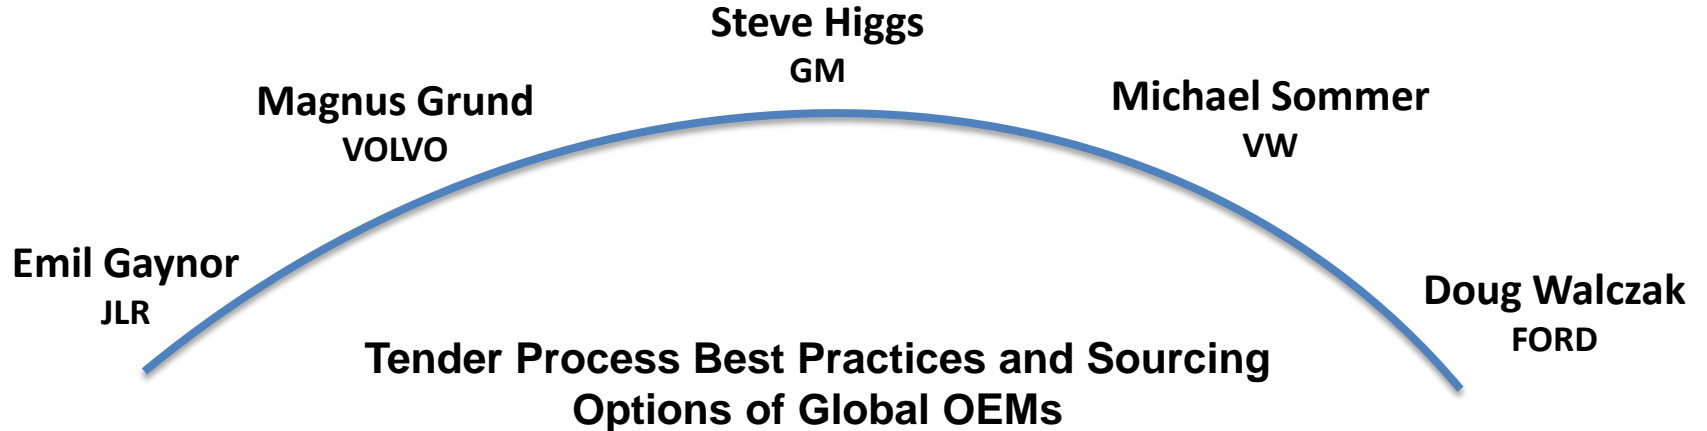 Steve Higgs
GM
Magnus Grund
VOLVO
Michael Sommer
VW
Emil Gaynor
JLR
Doug Walczak
FORD
Tender Process Best Practices and Sourcing
Options of Global OEMs